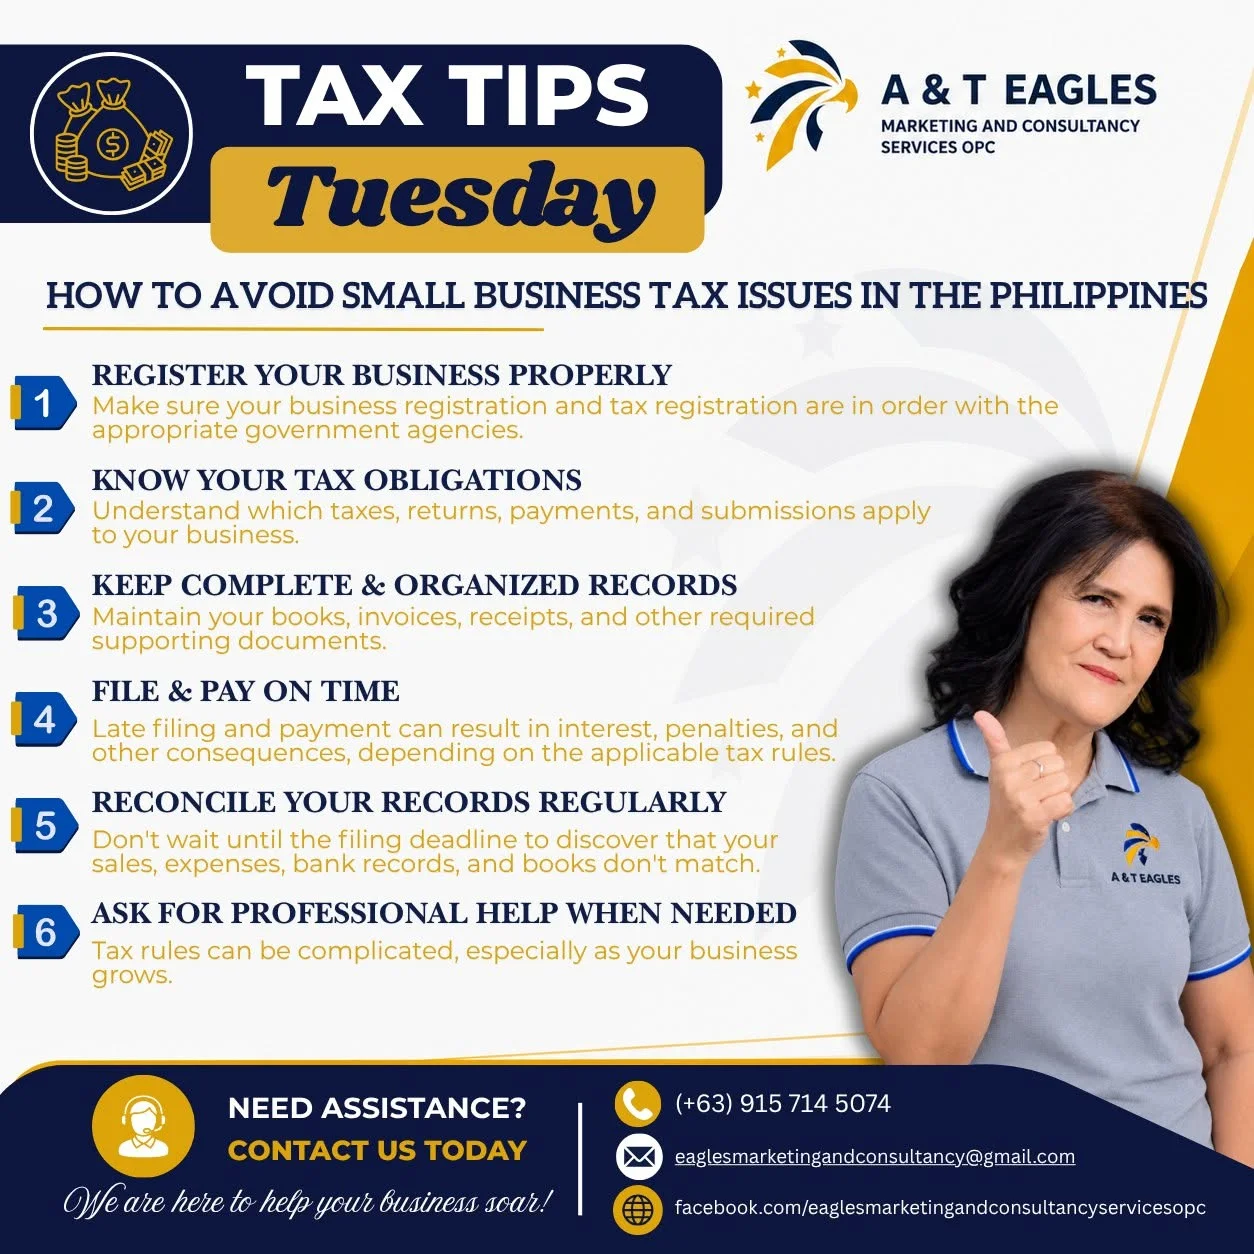 TAX TIPS
Tuesday
A & T EAGLES
MARKETING AND CONSULTANCY
SERVICES OPC
HOW TO AVOID SMALL BUSINESS TAX ISSUES IN THE PHILIPPINES
1
REGISTER YOUR BUSINESS PROPERLY
Make sure your business registration and tax registration are in order with the
appropriate government agencies.
2
KNOW YOUR TAX OBLIGATIONS
Understand which taxes, returns, payments, and submissions apply
to your business.
3
KEEP COMPLETE & ORGANIZED RECORDS
Maintain your books, invoices, receipts, and other required
supporting documents.
4
FILE & PAY ON TIME
Late filing and payment can result in interest, penalties, and
other consequences, depending on the applicable tax rules.
5
RECONCILE YOUR RECORDS REGULARLY
Don't wait until the filing deadline to discover that your
sales, expenses, bank records, and books don't match.
6
ASK FOR PROFESSIONAL HELP WHEN NEEDED
Tax rules can be complicated, especially as your business
grows.
A & T EAGLES
NEED ASSISTANCE?
CONTACT US TODAY
We are here to help your business soar!
(+63) 915 714 5074
eaglesmarketingandconsultancy@gmail.com
facebook.com/eaglesmarketingandconsultancyservicesopc